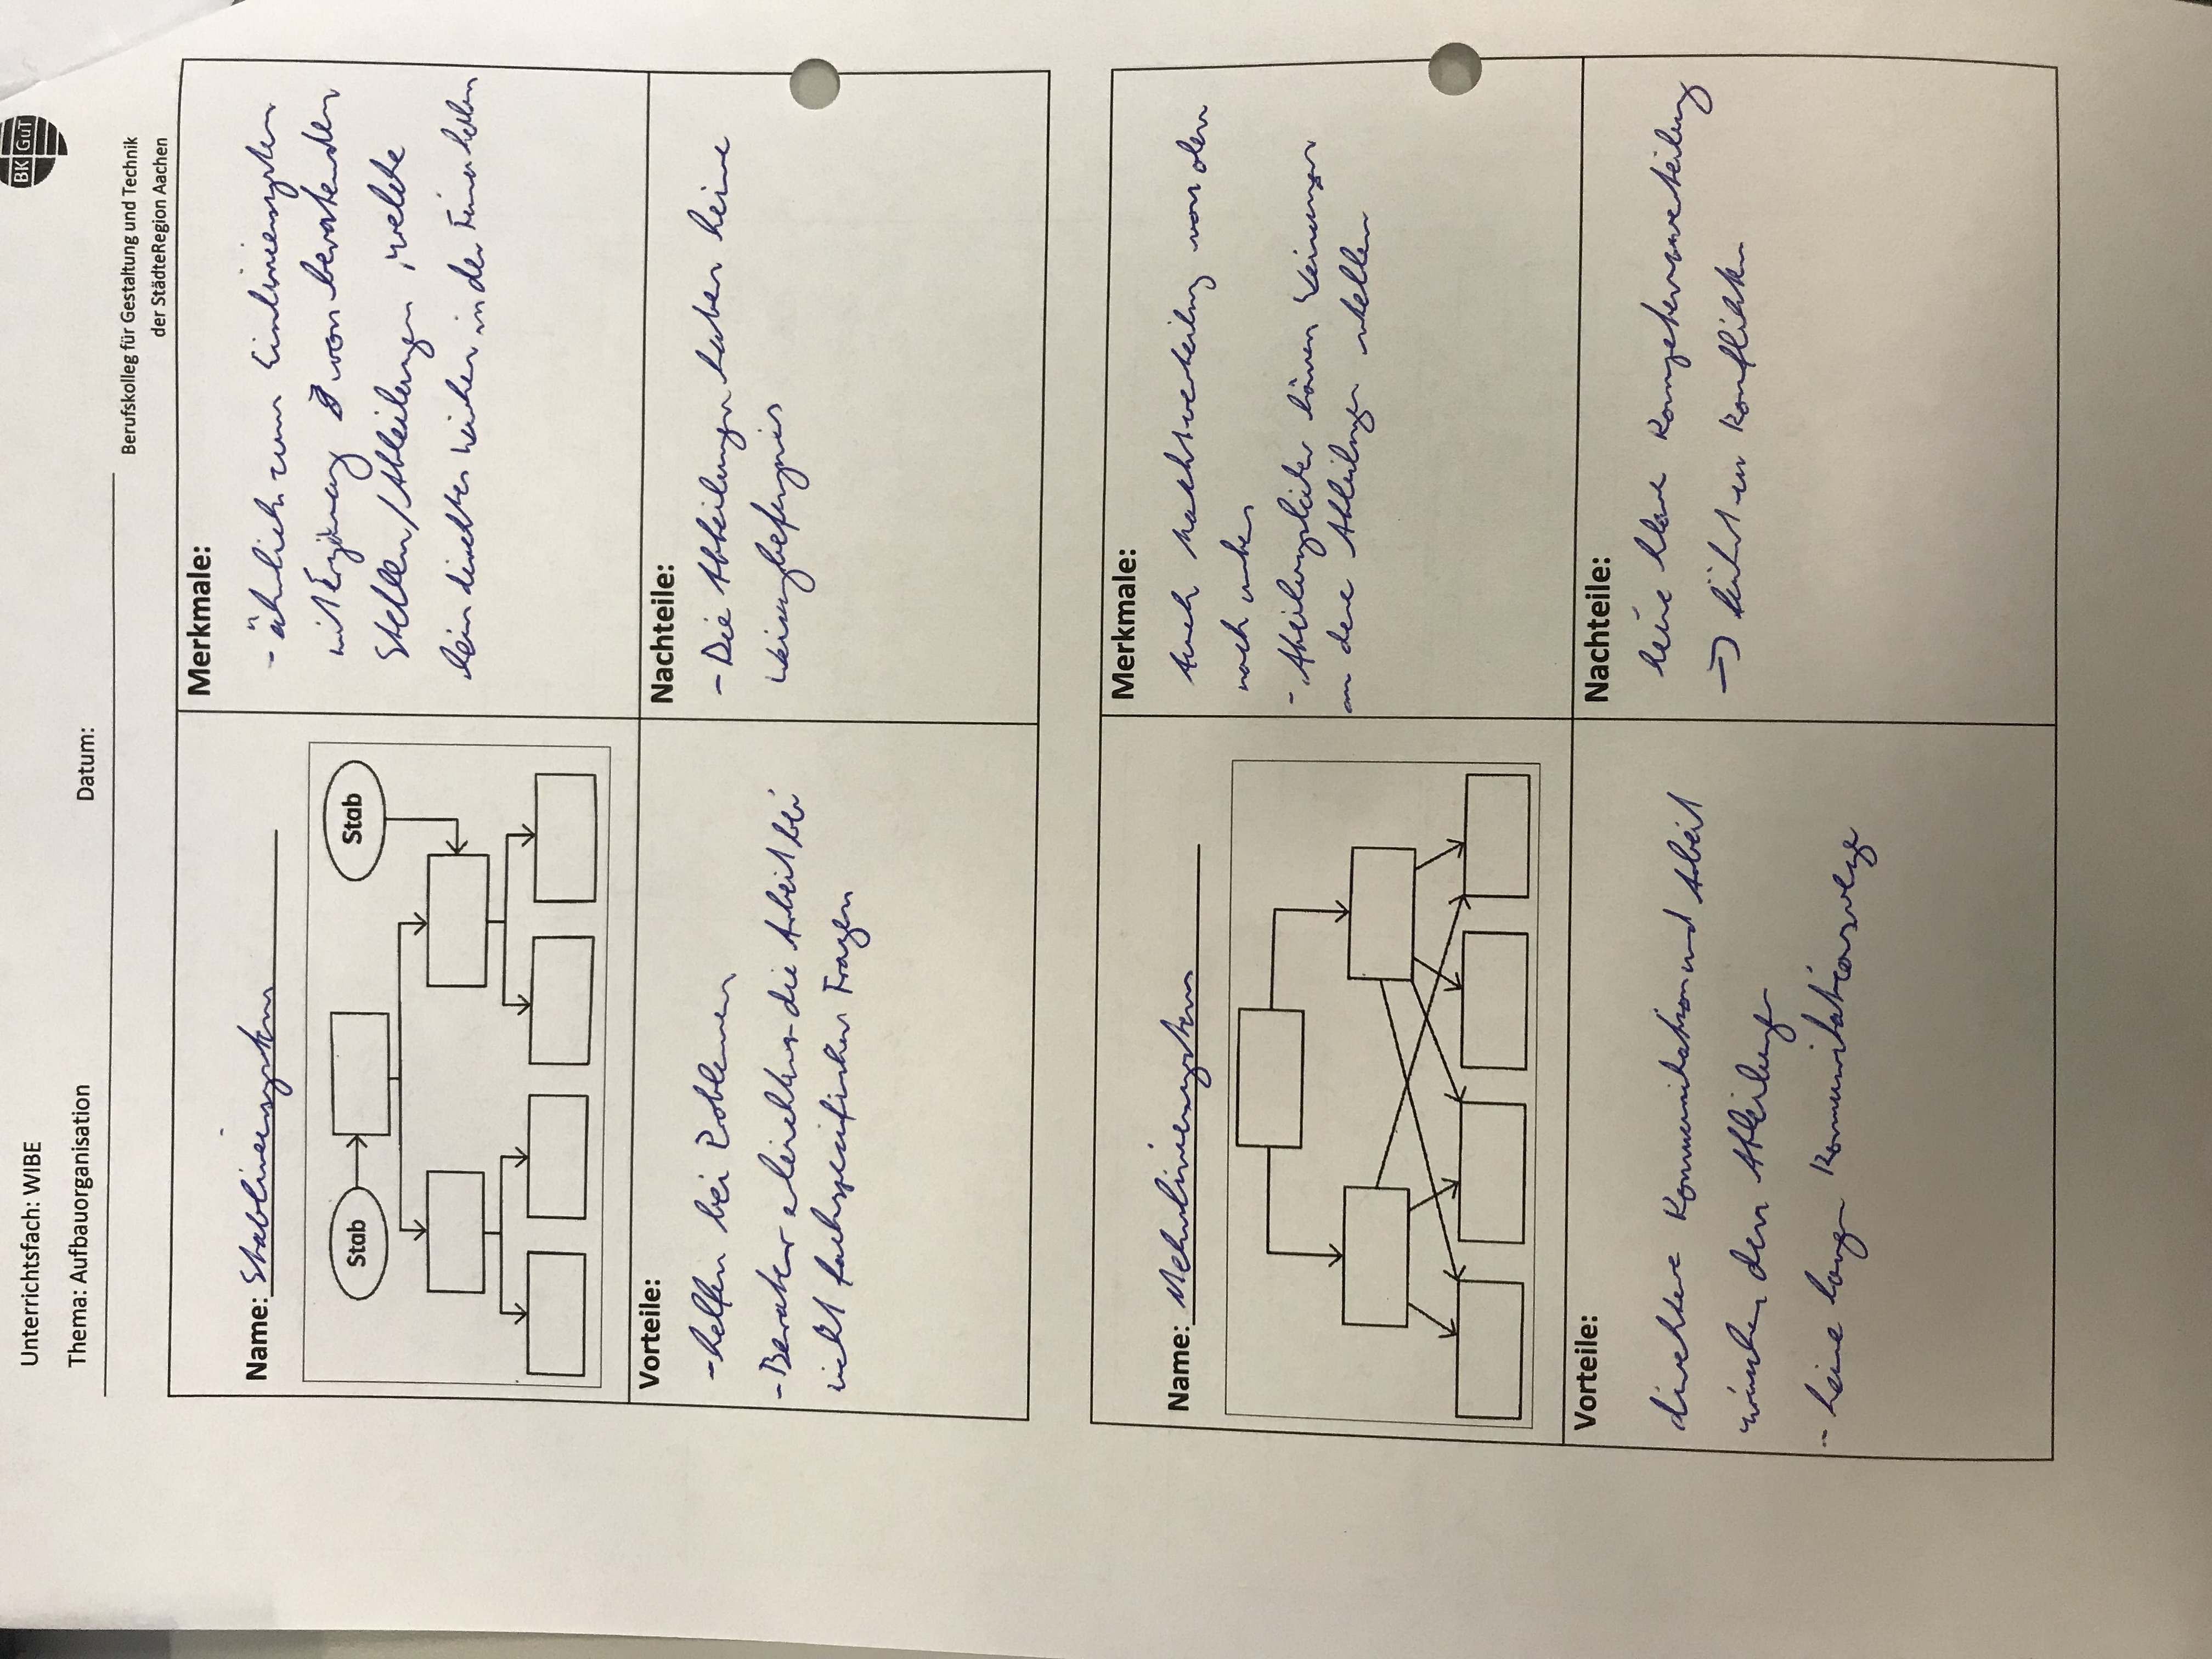 Unterrichtsfach: WIBE
BK GuT
Thema: Aufbauorganisation
Datum:
Berufskolleg für Gestaltung und Technik
der StädteRegion Aachen
Name: Stabliniensystem
Stab
Stab
Merkmale:
- ähnlich zum Einliniensystem
mit Ergänzung von beratenden
Stellen/Abteilungen, welche
kein direktes in der Firma haben
Vorteile:
- helfen bei Problemen
- Berater erleichtern die Arbeit bei
nicht fachspezifischen Fragen
Nachteile:
- Die Abteilungen haben keine
Weisungbefugnis
Name: Mehrliniensystem
Merkmale:
Auch Machtverteilung von oben
nach unten
- Abteilungsleiter können Weisungen
an Abteilungen stellen
Vorteile:
direktere Kommunikation und Arbeit
zwischen den Abteilungen
- keine langen Kommunikationswege
Nachteile:
keine klare Kompetenzverteilung
-> führt zu Konflikten